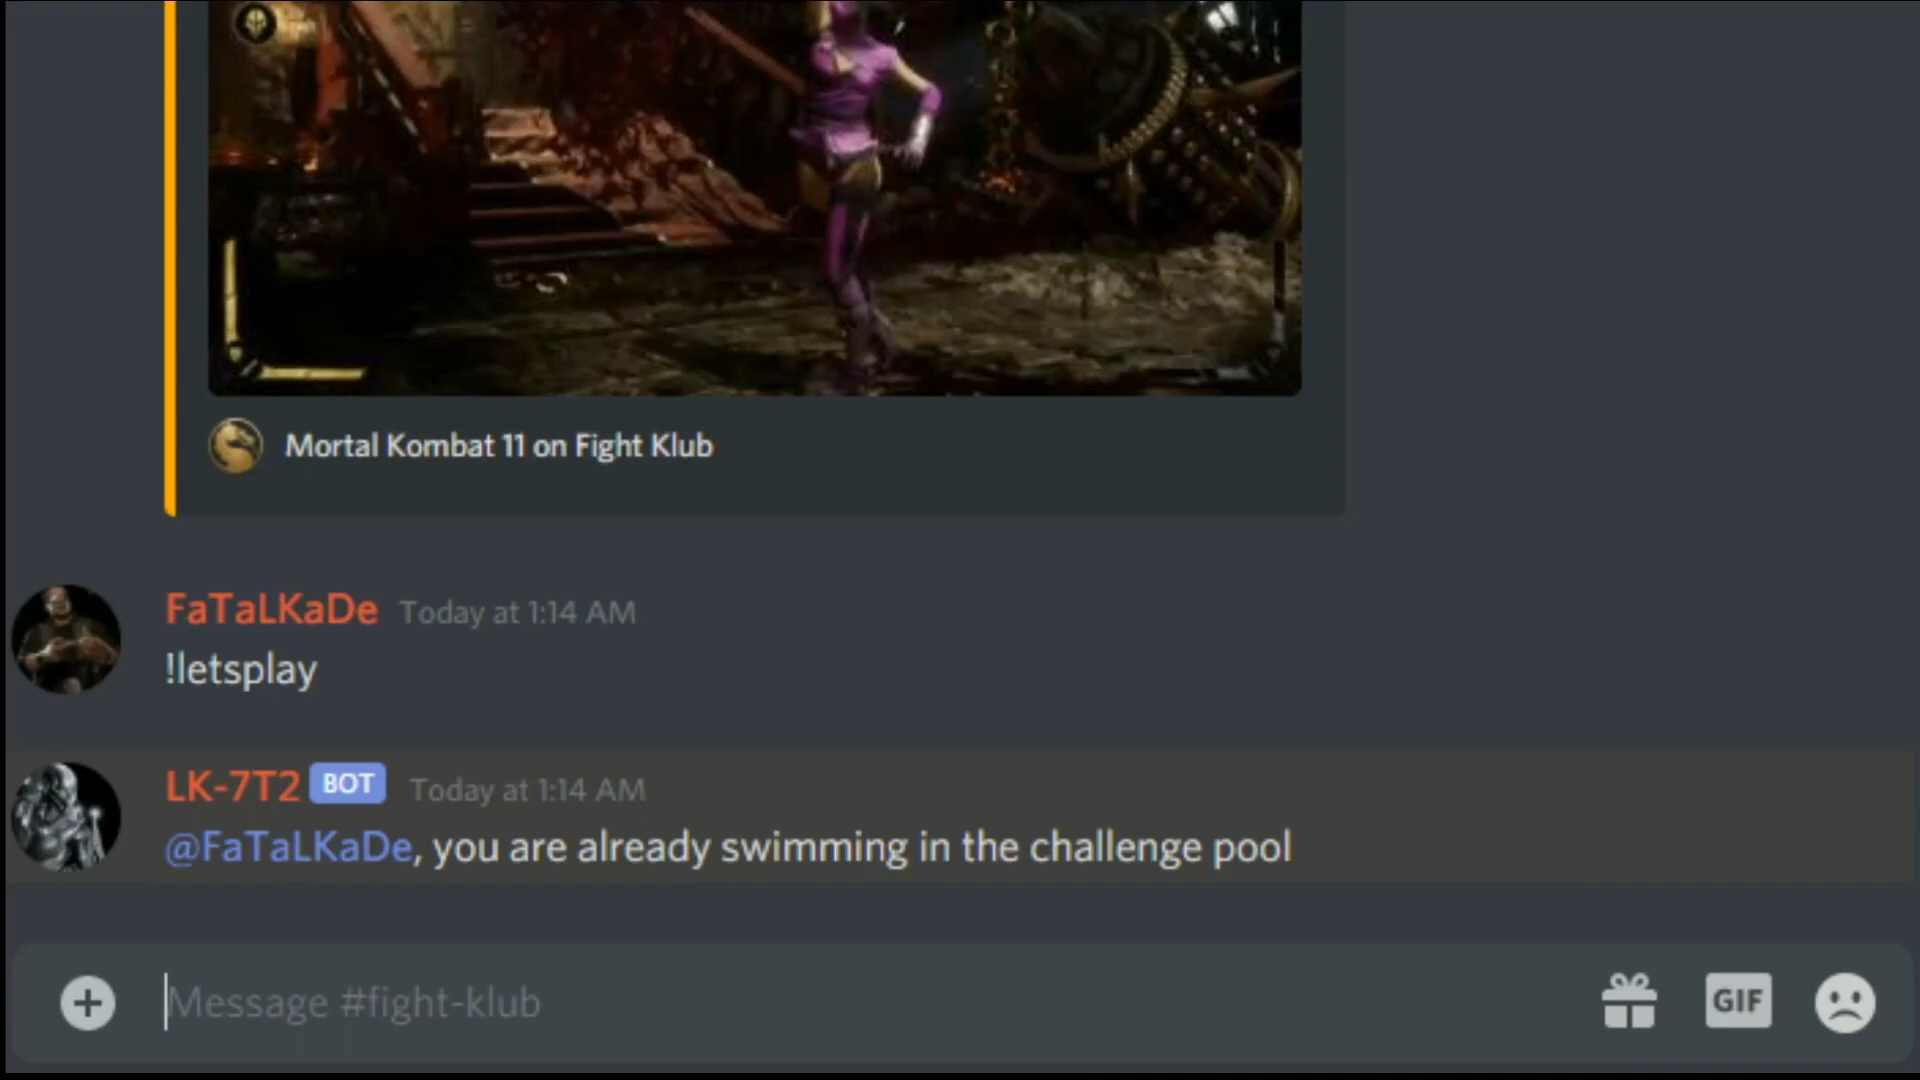 Mortal Kombat 11 on Fight Klub
FaTaLKaDe Today at 1:14 AM
!letsplay
LK-7T2 BOT Today at 1:14 AM
@FaTaLKaDe, you are already swimming in the challenge pool
Message #fight-klub
GIF